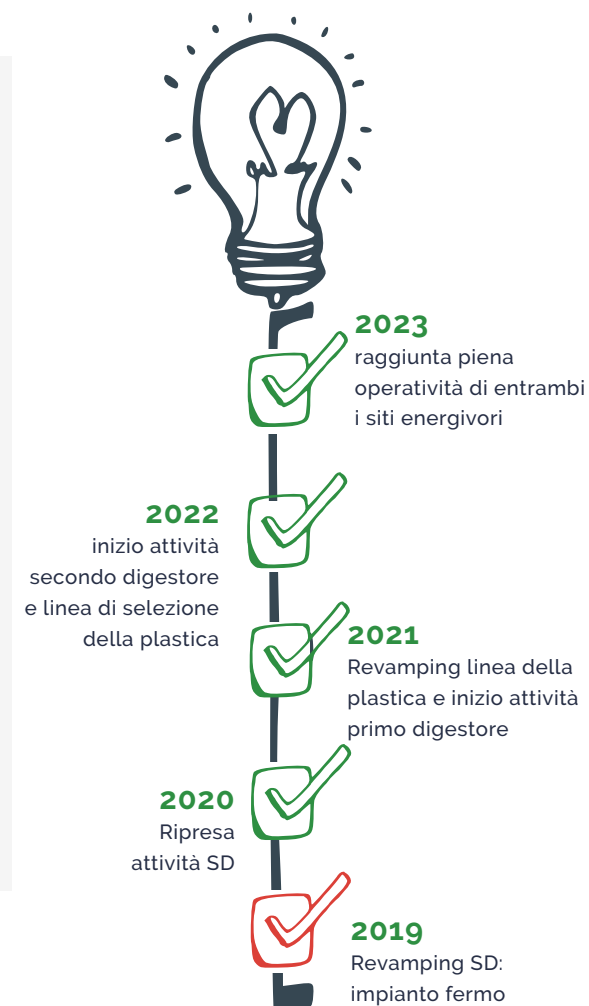 2023
raggiunta piena
operatività di entrambi
i siti energivori
2022
inizio attività
secondo digestore
e linea di selezione
della plastica
2021
Revamping linea della
plastica e inizio attività
primo digestore
2020
Ripresa
attività SD
2019
Revamping SD:
impianto fermo